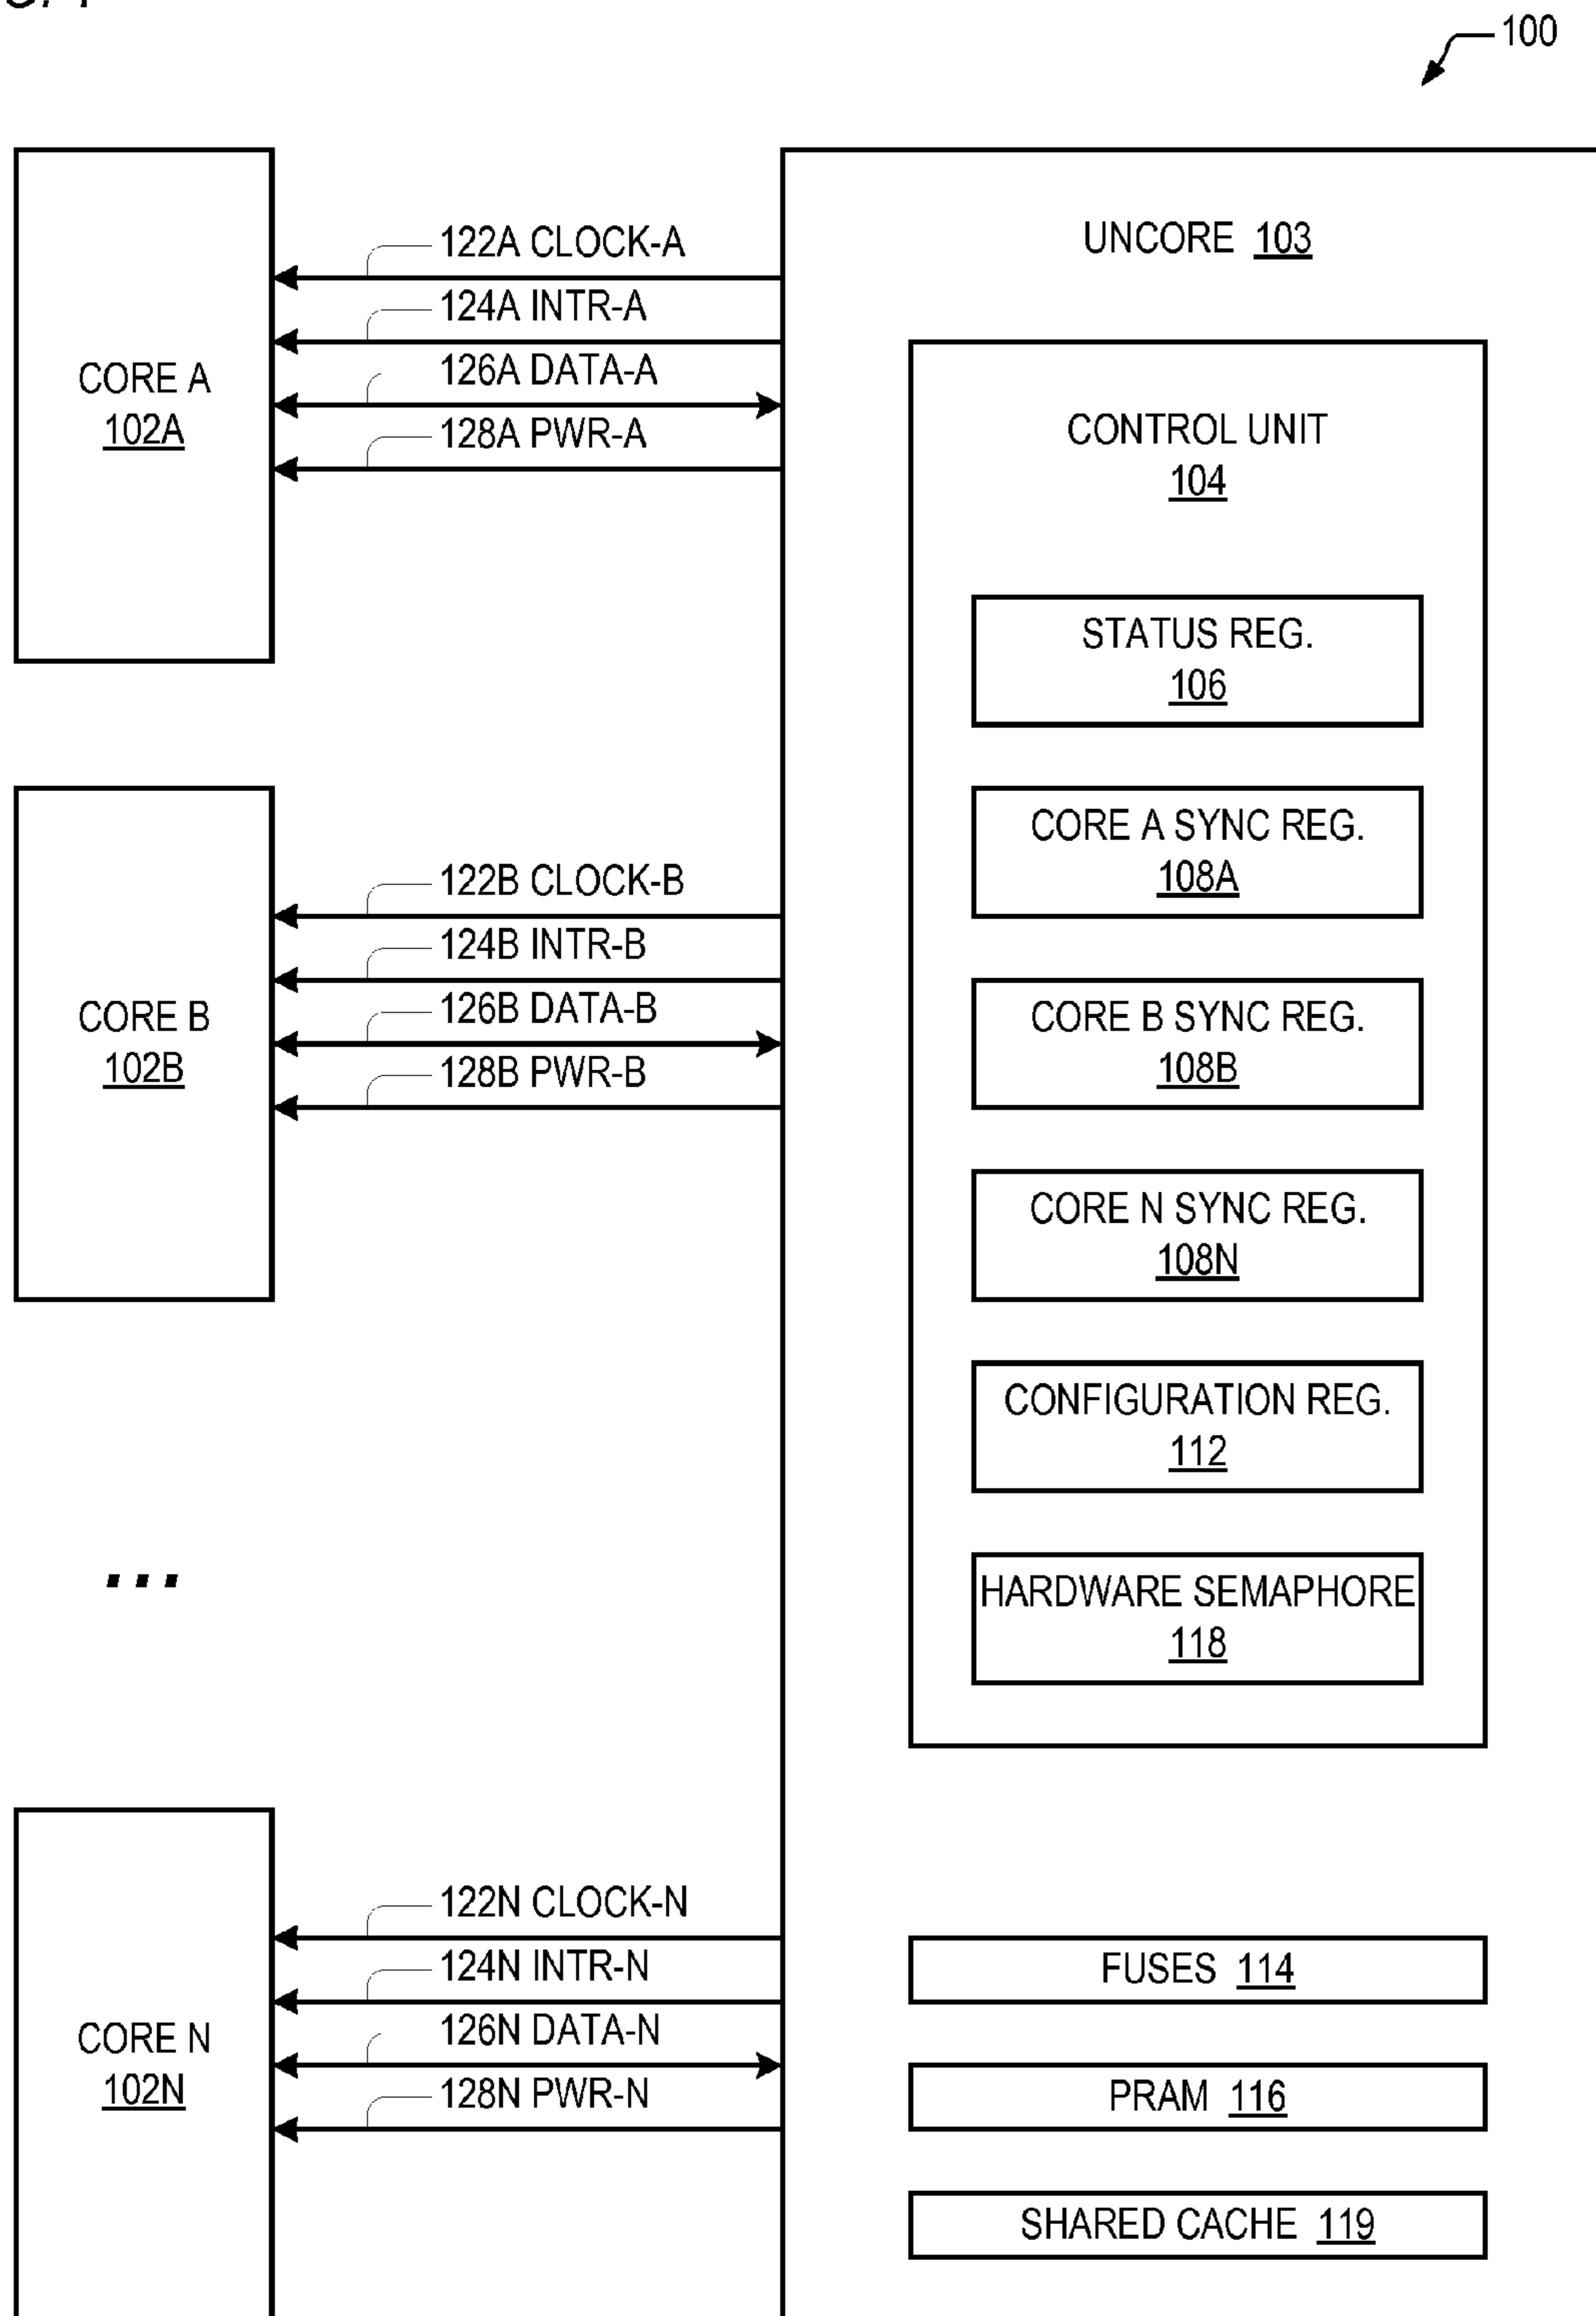 100
UNCORE 103
122A CLOCK-A
124A INTR-A
126A DATA-A
128A PWR-A
CORE A
102A
CONTROL UNIT
104
STATUS REG.
106
CORE A SYNC REG.
108A
122B CLOCK-B
124B INTR-B
126B DATA-B
128B PWR-B
CORE B
102B
CORE B SYNC REG.
108B
CORE N SYNC REG.
108N
CONFIGURATION REG.
112
...
HARDWARE SEMAPHORE
118
122N CLOCK-N
124N INTR-N
126N DATA-N
128N PWR-N
CORE N
102N
FUSES 114
PRAM 116
SHARED CACHE 119